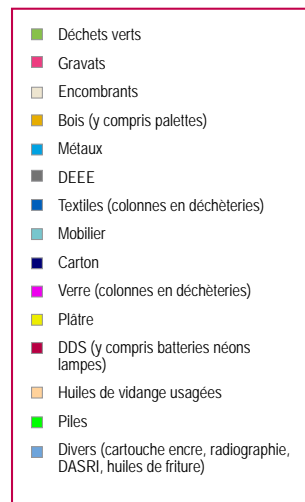 Déchets verts
Gravats
Encombrants
Bois (y compris palettes)
Métaux
DEEE
Textiles (colonnes en déchèteries)
Mobilier
Carton
Verre (colonnes en déchèteries)
Plâtre
DDS (y compris batteries néons
lampes)
Huiles de vidange usagées
Piles
Divers (cartouche encre, radiographie,
DASRI, huiles de friture)